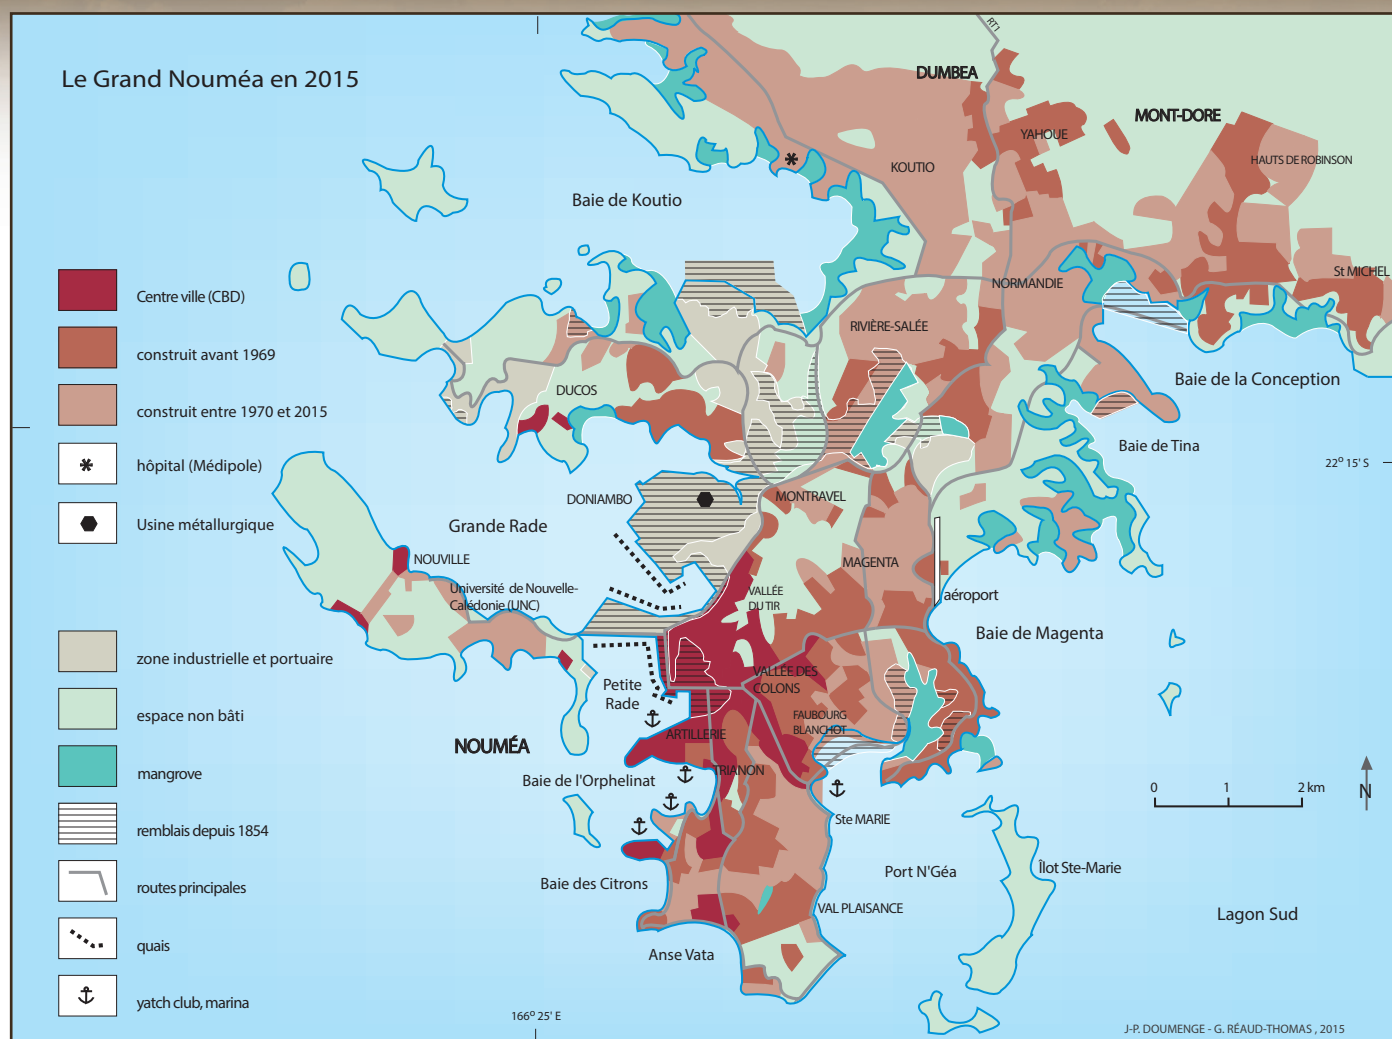 Le Grand Nouméa en 2015
RT1
DUMBEA
MONT-DORE
YAHOUE
HAUTS DE ROBINSON
KOUTIO
Baie de Koutio
St MICHEL
NORMANDIE
RIVIÈRE-SALÉE
Baie de la Conception
DUCOS
Baie de Tina
22° 15' S
DONIAMBO
MONTRAVEL
Grande Rade
NOUVILLE
MAGENTA
Université de Nouvelle-
Calédonie (UNC)
VALLÉE
DU TIR
aéroport
Baie de Magenta
VALLÉE DES
COLONS
Petite
Rade
FAUBOURG
BLANCHOT
ARTILLERIE
NOUMÉA
TRIANON
Baie de l'Orphelinat
Ste MARIE
Port N'Géa
Îlot Ste-Marie
Baie des Citrons
VAL PLAISANCE
Lagon Sud
Anse Vata
166° 25' E
Centre ville (CBD)
construit avant 1969
construit entre 1970 et 2015
hôpital (Médipole)
Usine métallurgique
zone industrielle et portuaire
espace non bâti
mangrove
remblais depuis 1854
routes principales
quais
yatch club, marina
0 1 2 km
N
J-P. DOUMENGE - G. RÉAUD-THOMAS , 2015